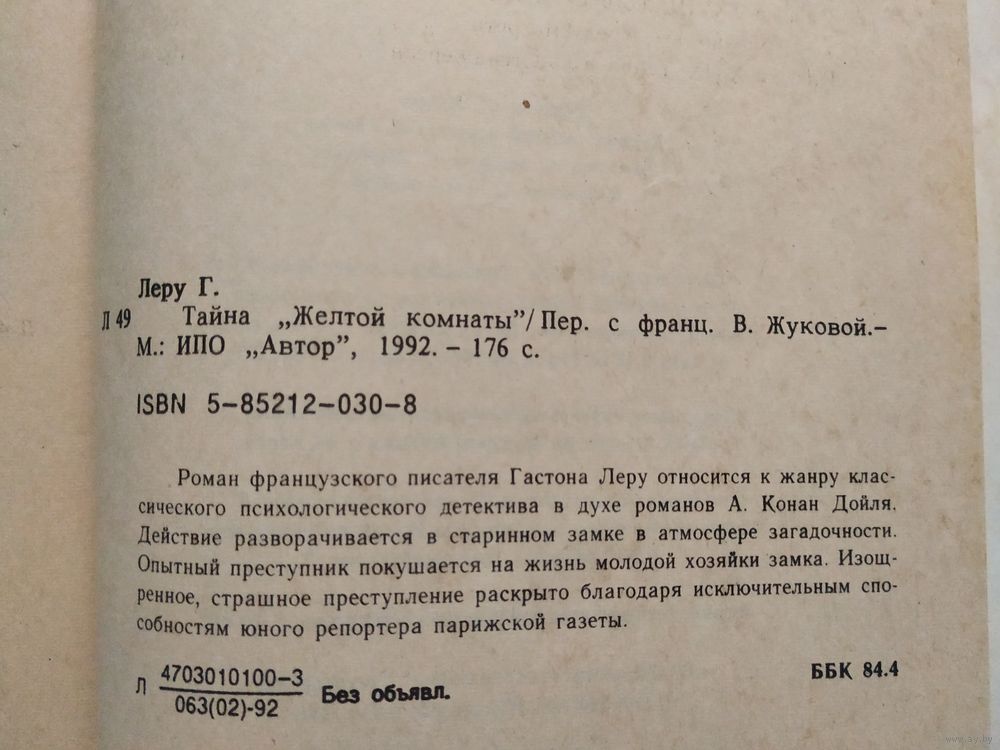 Леру Г.
Л 49 Тайна „Желтой комнаты”/Пер. с франц. В. Жуковой.–
М.: ИПО „Автор”, 1992. – 176 с.
ISBN 5–85212–030–8
Роман французского писателя Гастона Леру относится к жанру клас-
сического психологического детектива в духе романов А. Конан Дойля.
Действие разворачивается в старинном замке в атмосфере загадочности.
Опытный преступник покушается на жизнь молодой хозяйки замка. Изощ-
ренное, страшное преступление раскрыто благодаря исключительным спо-
собностям юного репортера парижской газеты.
Л 4703010100–3
063(02)-92
Без объявл.
ББК 84.4
www.ay.by